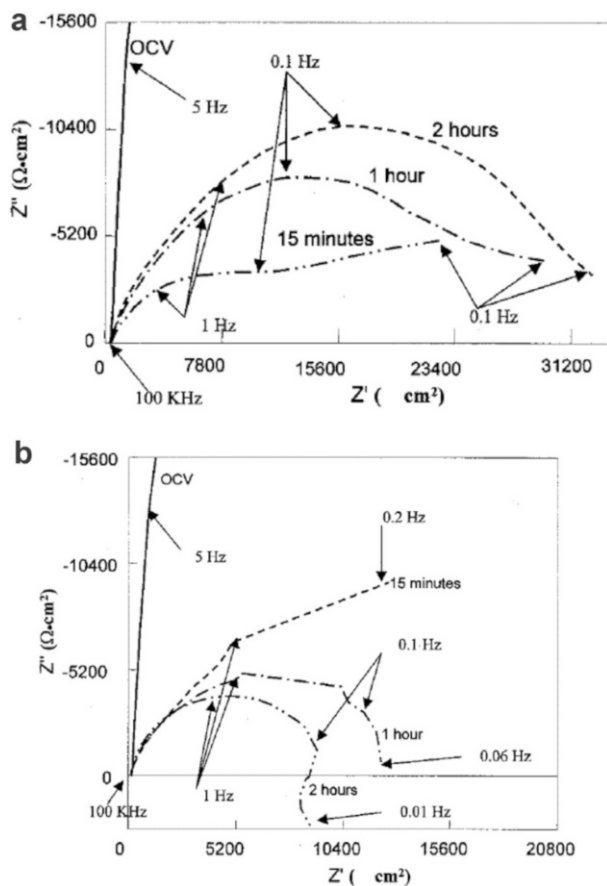 a
-15600
OCV
0.1 Hz
5 Hz
-10400
2 hours
1 hour
Z'' (Ω•cm²)
-5200
15 minutes
1 Hz
0.1 Hz
0
0 7800 15600 23400 31200
100 KHz
Z' ( cm²)
b
-15600
OCV
0.2 Hz
5 Hz
15 minutes
-10400
Z'' (Ω•cm²)
0.1 Hz
-5200
1 hour
0.06 Hz
0
100 KHz
1 Hz
2 hours
0.01 Hz
0 5200 10400 15600 20800
Z' ( cm²)